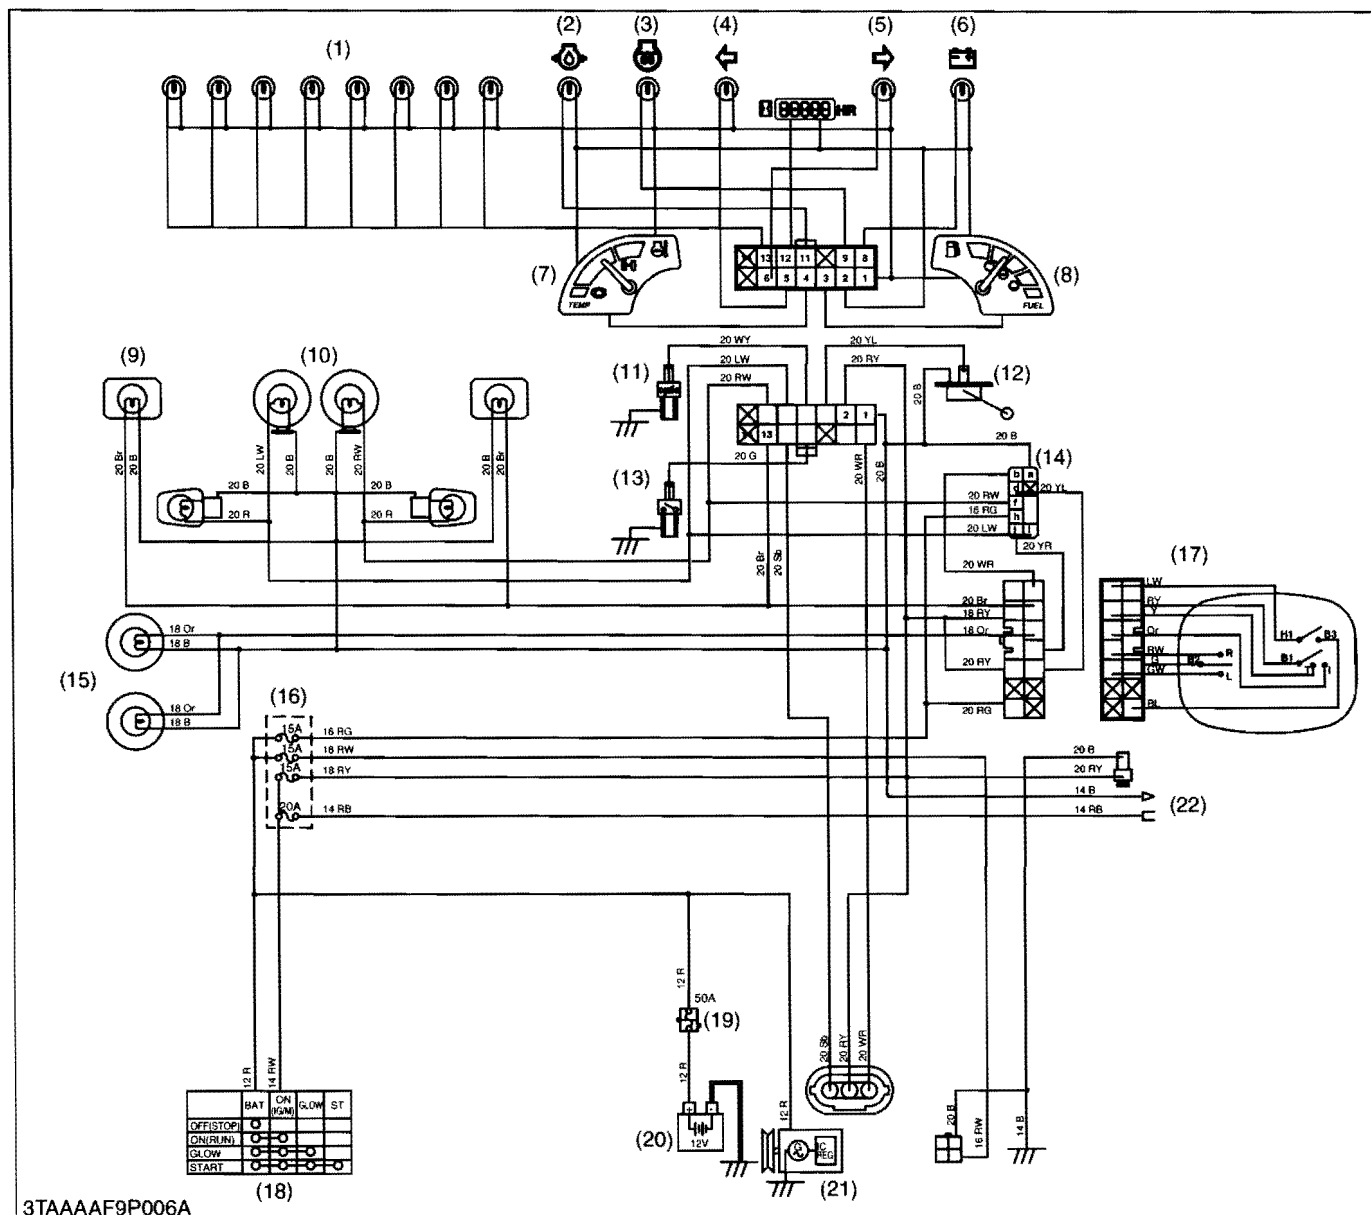 (1) (2) (3) (4) (5) (6)
HR
13 12 11 9 8
6 5 4 3 2 1
(7) TEMP
(8) FUEL
20 WY 20 YL
20 LW 20 RY
20 RW
(9) (10) (11) (12)
20 B
2 1
13
20 B
20 G
20 WR
20 B
(13) (14)
20 Br
20 B
20 LW
20 B
20 B
20 RW
20 B
20 Br
20 B 20 B
20 R 20 R
b a
20 YL
f
h
20 RW
16 RG
20 LW
20 YR
20 Br
20 Sb
20 WR
(17)
20 Br
18 RY
18 Or
20 RY
20 RG
LW
RY
Y
Or
RW
G
GW
BL
H1 B3
B1
T 1
B2 R
L
18 Or
18 B
(15)
18 Or
18 B
(16)
15A 16 RG
15A 18 RW
15A 18 RY
20A 14 RB
20 B
20 RY
14 B
14 RB
(22)
12 R
50A
(19)
12 R
12 R
14 RW
20 Sb
20 RY
20 WR
12 R
20 B
16 RW
14 B
BAT ON (IG/M) GLOW ST
OFF(STOP)
ON(RUN)
GLOW
START
(18)
(20)
12V
G
IC
REG
(21)
3TAAAAF9P006A